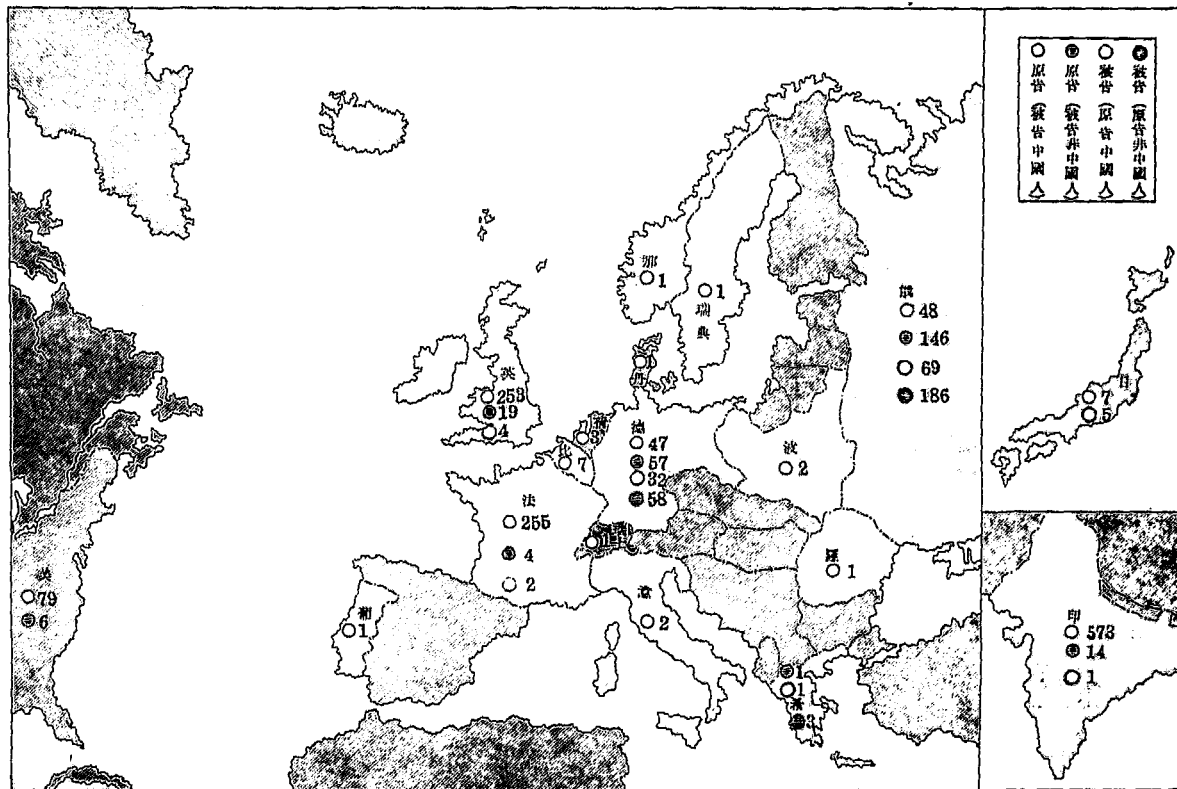 被告(原告非中國人)
被告(原告中國人)
原告(被告非中國人)
原告(被告中國人)
那
1
瑞典
1
俄
48
146
69
186
丹
英
253
19
4
荷
3
比
7
德
47
57
32
58
波
2
法
255
4
2
羅
1
意
2
葡
1
1
1
希
3
美
79
6
日
7
5
印
573
14
1